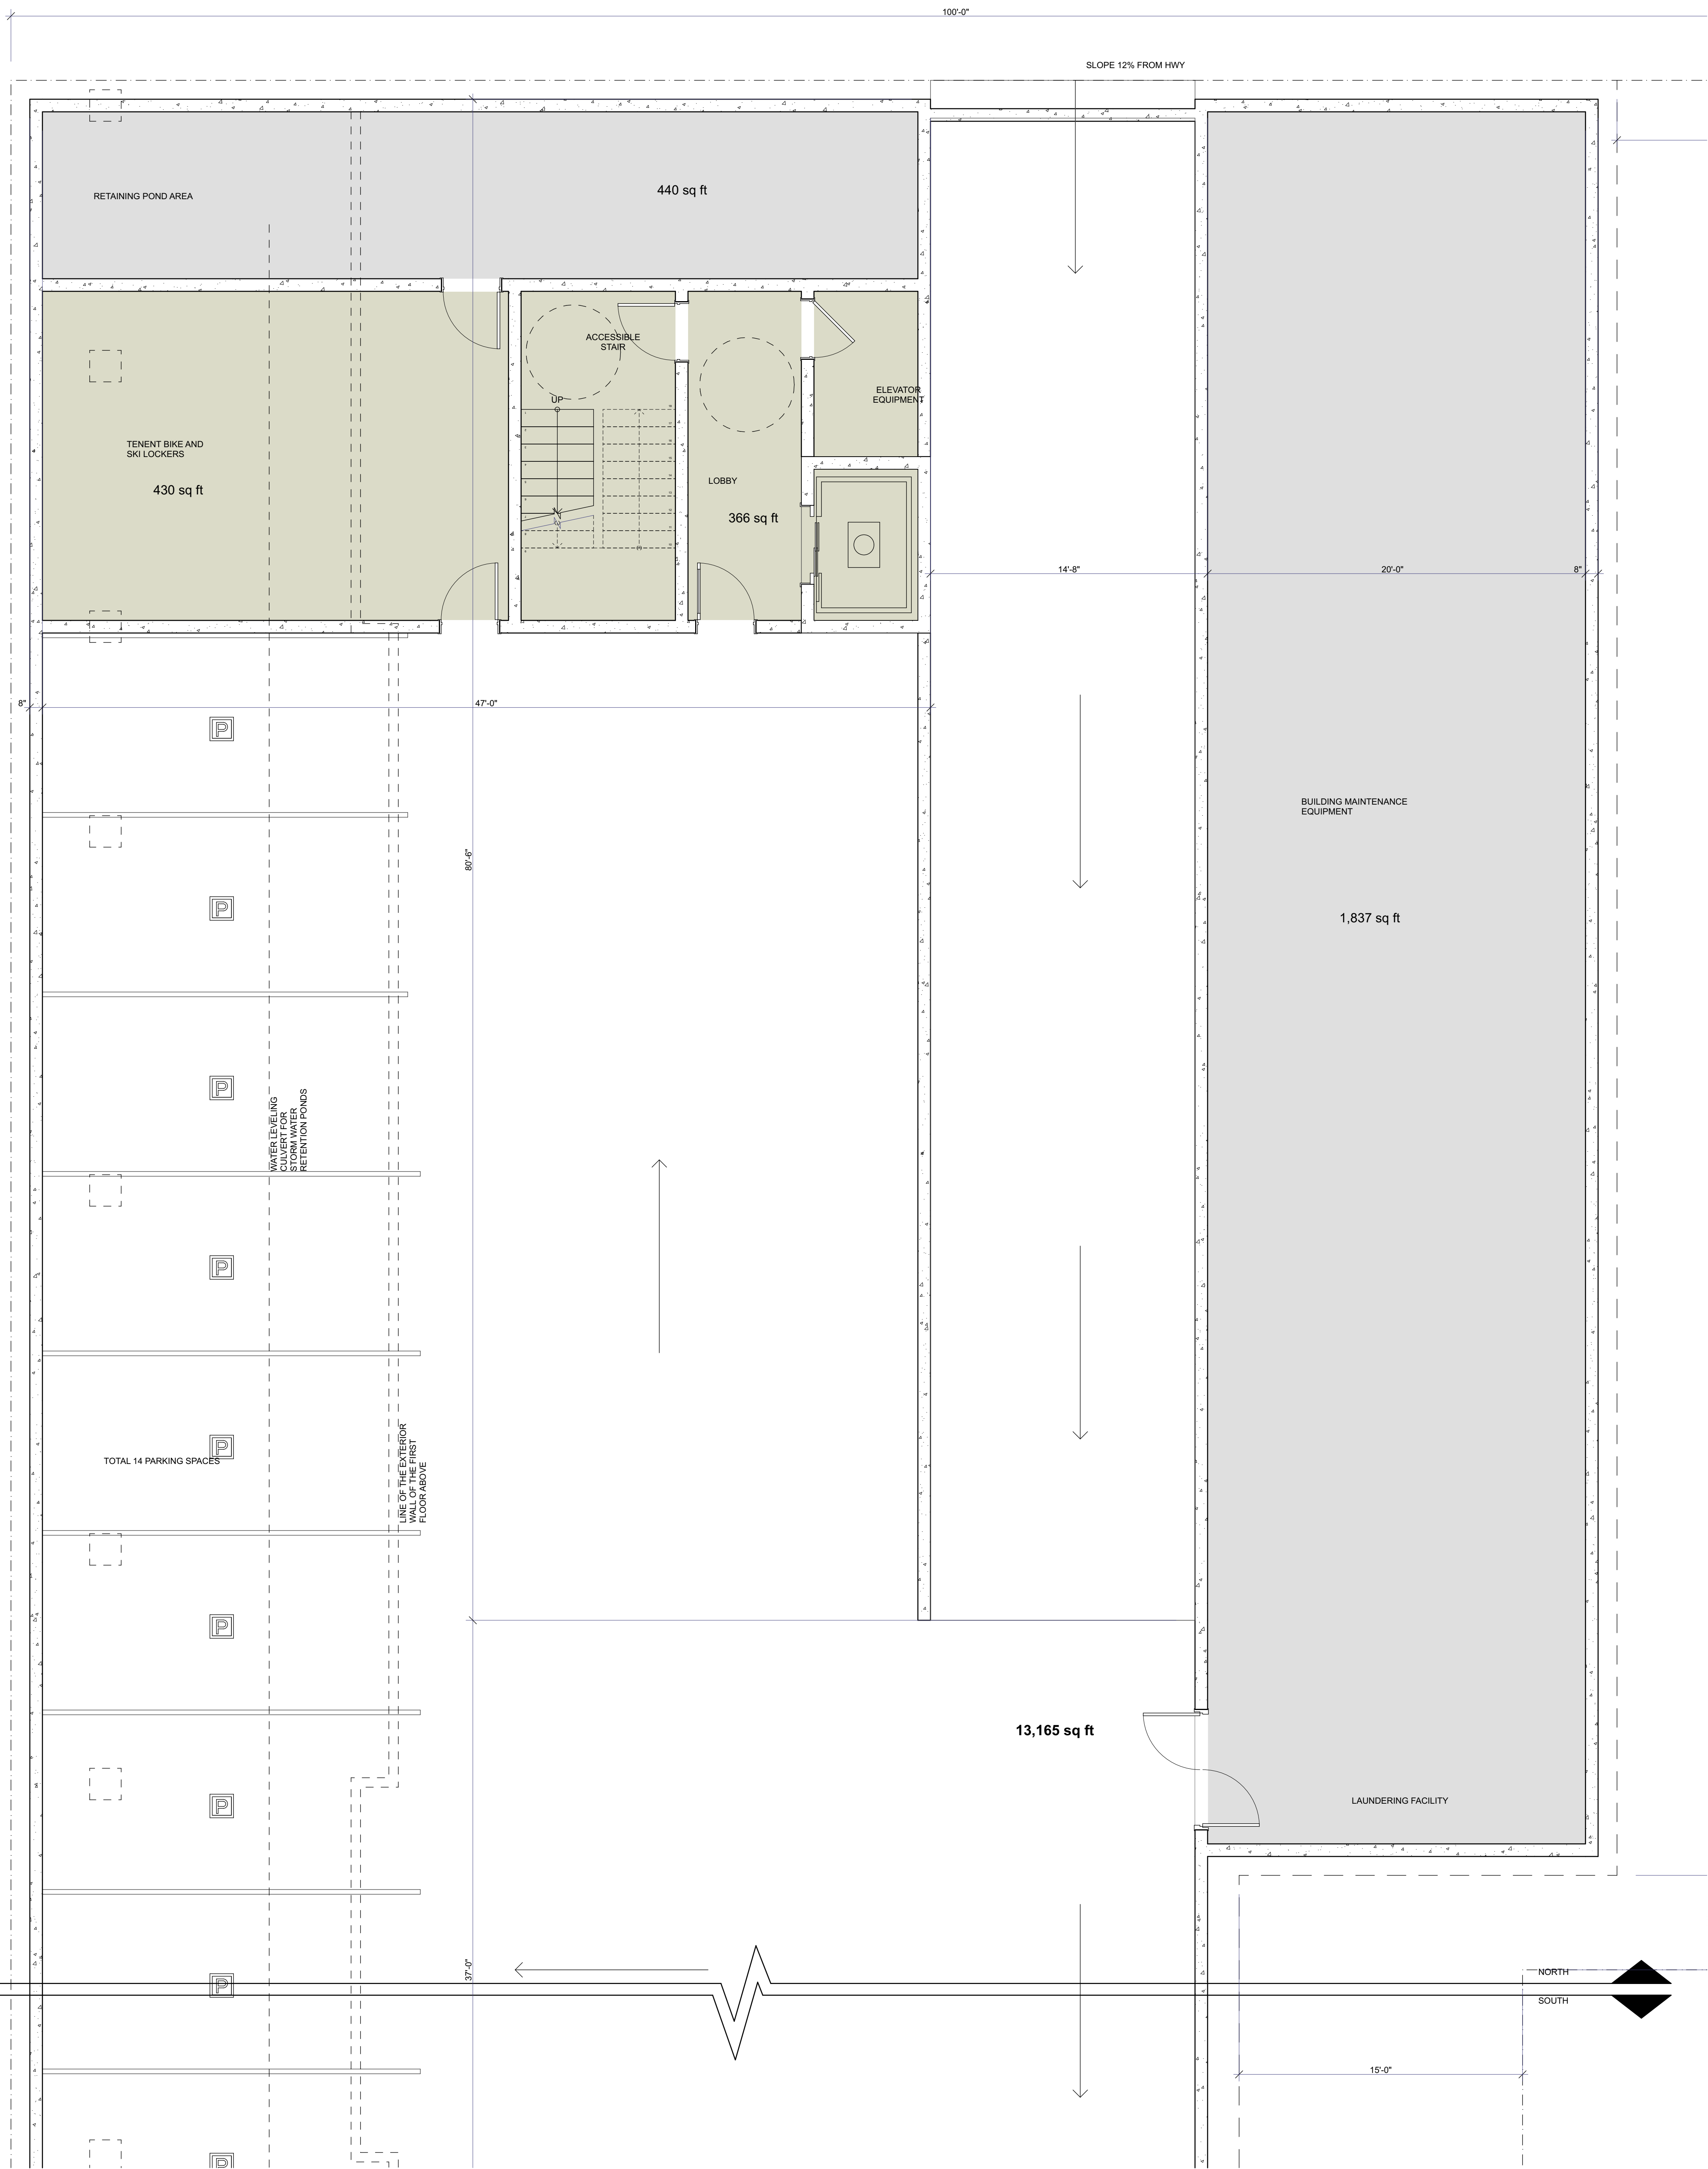 100'-0"
SLOPE 12% FROM HWY
RETAINING POND AREA
440 sq ft
ACCESSIBLE
STAIR
UP
ELEVATOR
EQUIPMENT
TENENT BIKE AND
SKI LOCKERS
430 sq ft
LOBBY
366 sq ft
14'-8"
20'-0"
8"
8"
47'-0"
P
BUILDING MAINTENANCE
EQUIPMENT
80'-6"
P
1,837 sq ft
P
WATER LEVELING
CULVERT FOR
STORM WATER
RETENTION PONDS
P
P
TOTAL 14 PARKING SPACES
LINE OF THE EXTERIOR
WALL OF THE FIRST
FLOOR ABOVE
P
13,165 sq ft
P
LAUNDERING FACILITY
37'-0"
P
NORTH
SOUTH
15'-0"
P